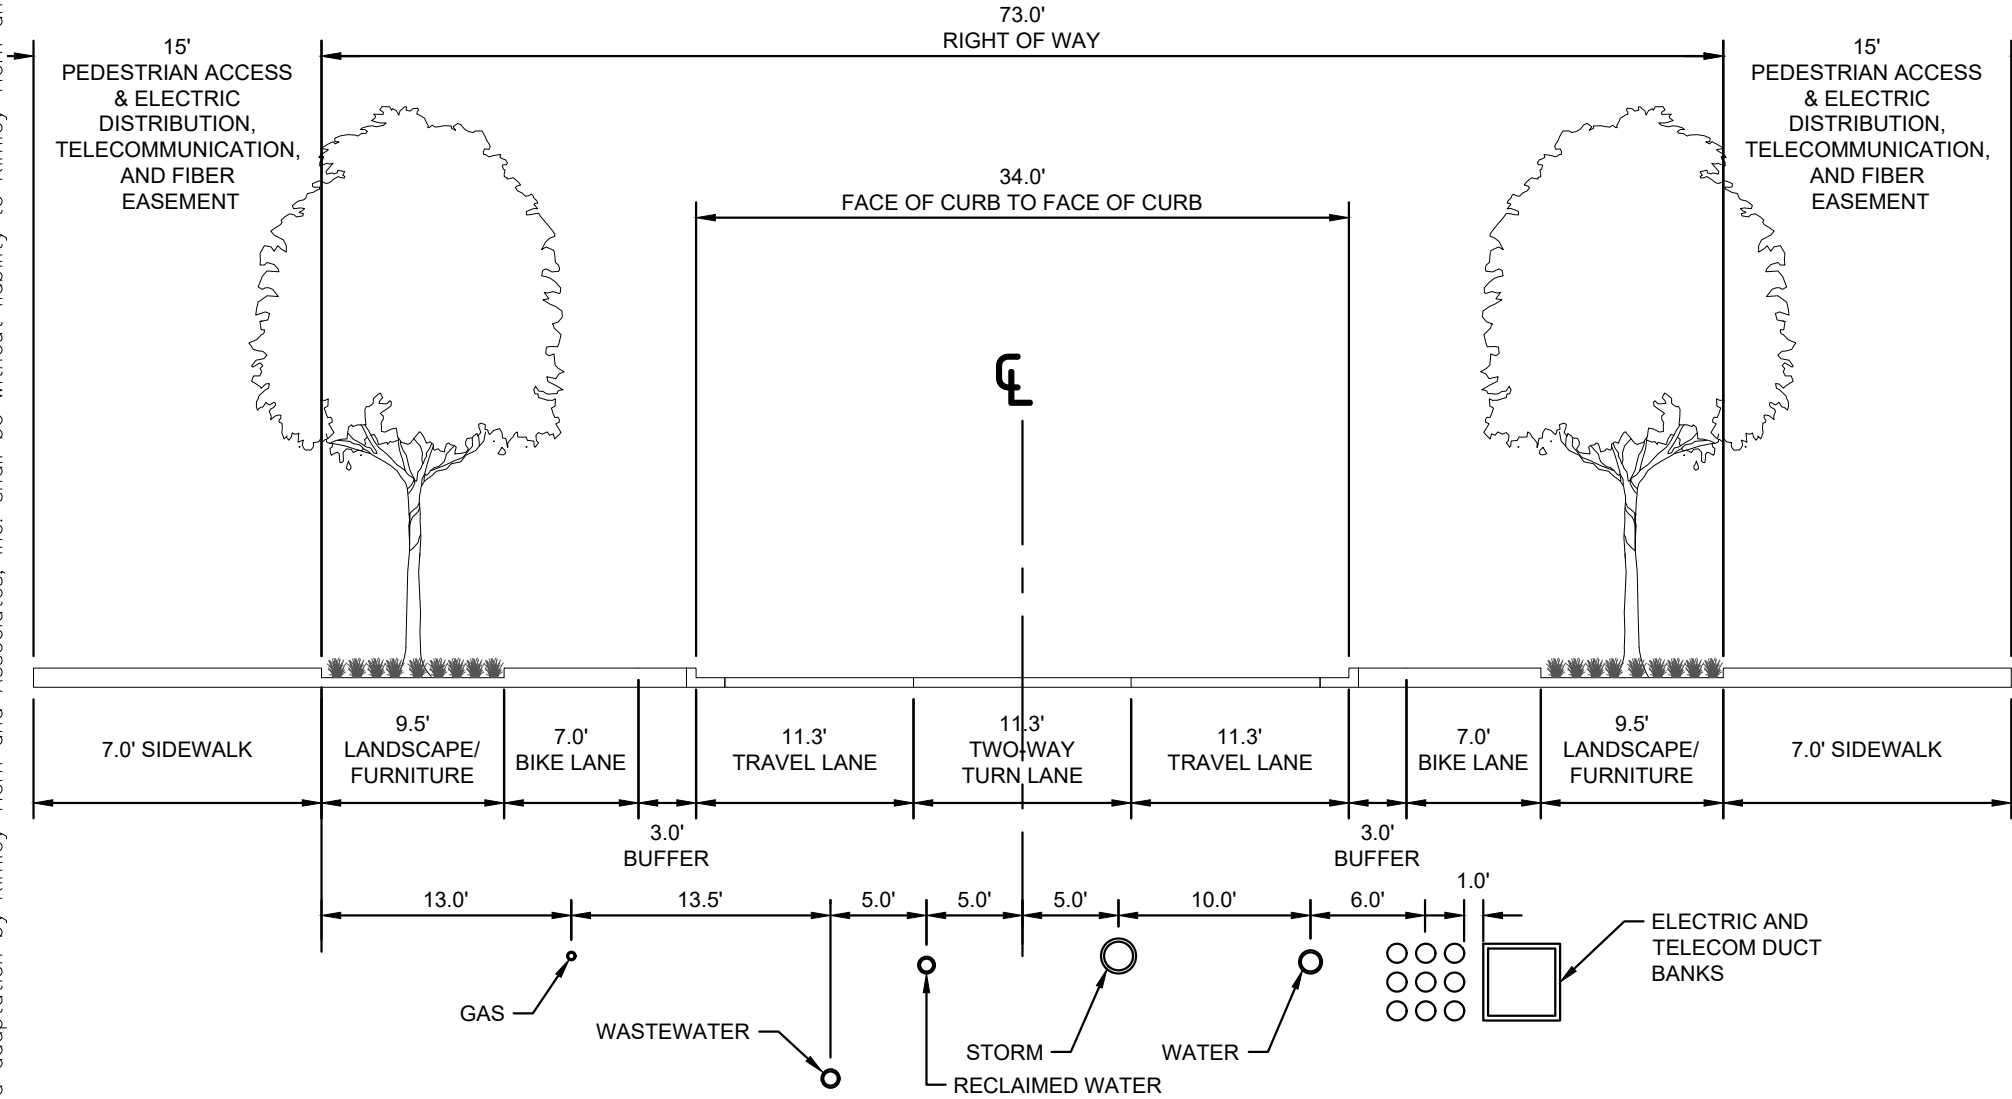 73.0'
RIGHT OF WAY
15'
PEDESTRIAN ACCESS
& ELECTRIC
DISTRIBUTION,
TELECOMMUNICATION,
AND FIBER
EASEMENT
15'
PEDESTRIAN ACCESS
& ELECTRIC
DISTRIBUTION,
TELECOMMUNICATION,
AND FIBER
EASEMENT
34.0'
FACE OF CURB TO FACE OF CURB
CL
7.0' SIDEWALK
9.5'
LANDSCAPE/
FURNITURE
7.0'
BIKE LANE
11.3'
TRAVEL LANE
11.3'
TWO-WAY
TURN LANE
11.3'
TRAVEL LANE
7.0'
BIKE LANE
9.5'
LANDSCAPE/
FURNITURE
7.0' SIDEWALK
3.0'
BUFFER
3.0'
BUFFER
13.0'
13.5'
5.0'
5.0'
5.0'
10.0'
6.0'
1.0'
ELECTRIC AND
TELECOM DUCT
BANKS
GAS
WASTEWATER
STORM
WATER
RECLAIMED WATER